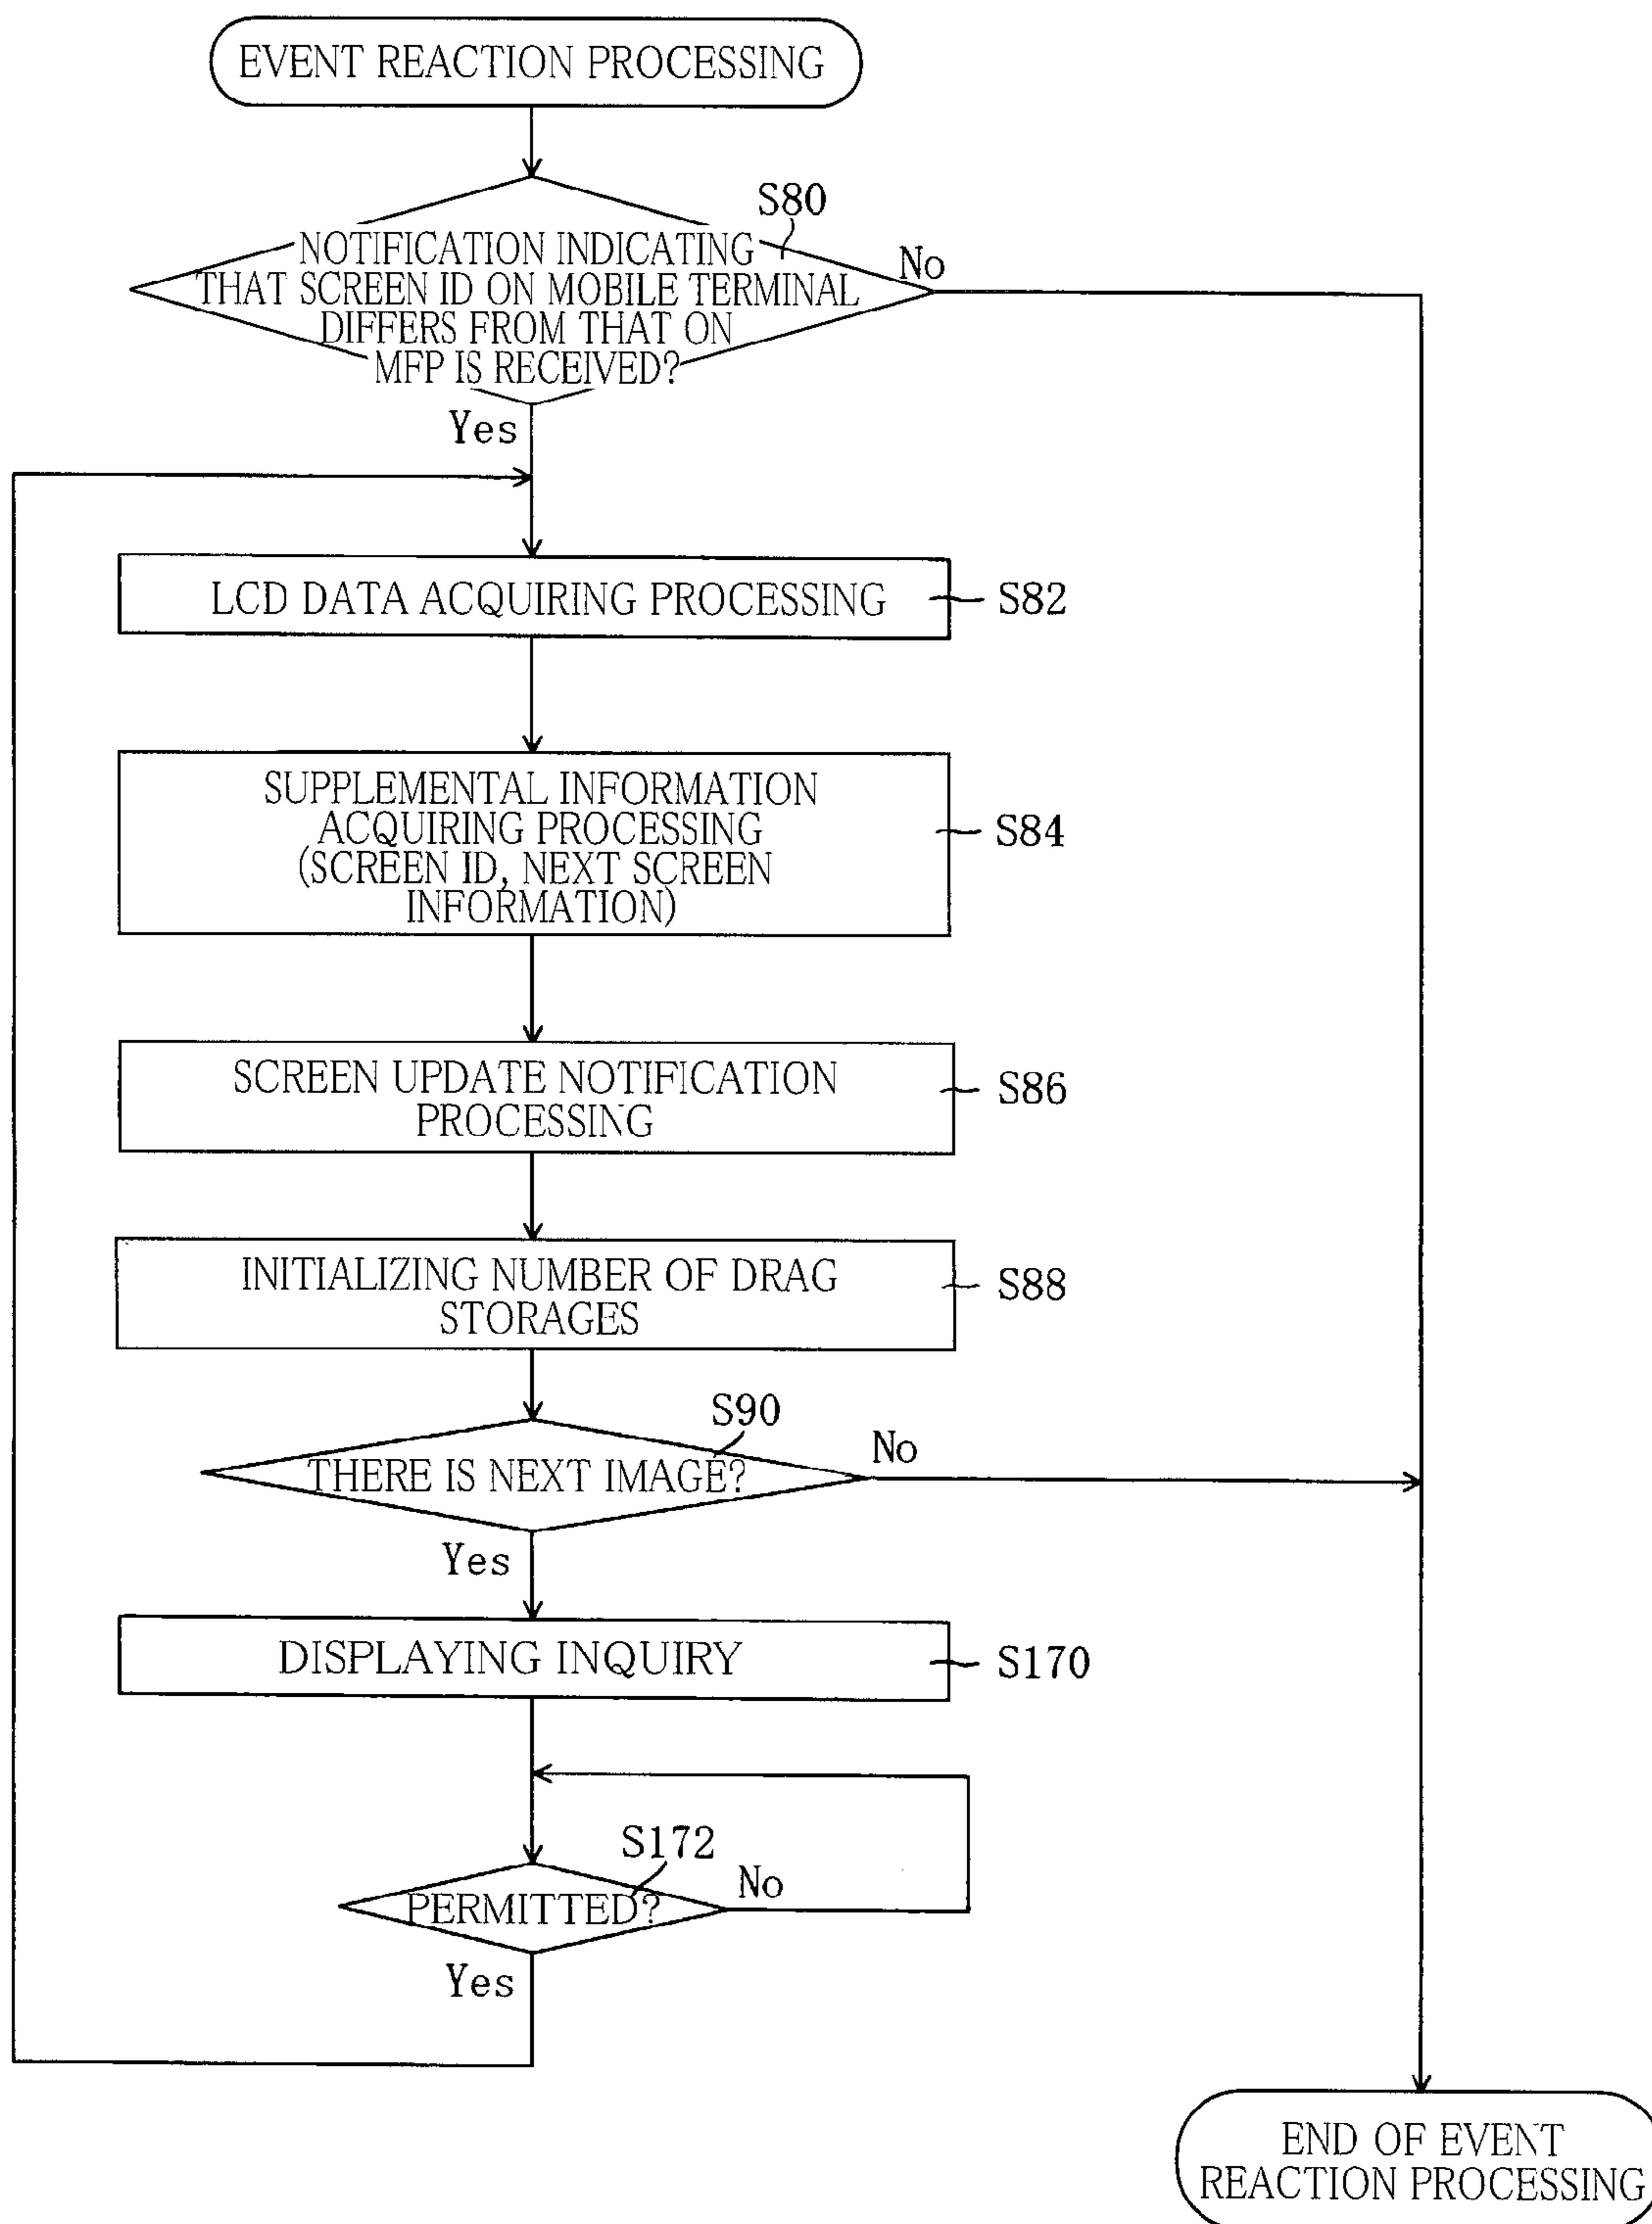 EVENT REACTION PROCESSING
S80
NOTIFICATION INDICATING
THAT SCREEN ID ON MOBILE TERMINAL
DIFFERS FROM THAT ON
MFP IS RECEIVED?
No
Yes
LCD DATA ACQUIRING PROCESSING
S82
SUPPLEMENTAL INFORMATION
ACQUIRING PROCESSING
(SCREEN ID, NEXT SCREEN
INFORMATION)
S84
SCREEN UPDATE NOTIFICATION
PROCESSING
S86
INITIALIZING NUMBER OF DRAG
STORAGES
S88
S90
THERE IS NEXT IMAGE?
No
Yes
DISPLAYING INQUIRY
S170
S172
PERMITTED?
No
Yes
END OF EVENT
REACTION PROCESSING